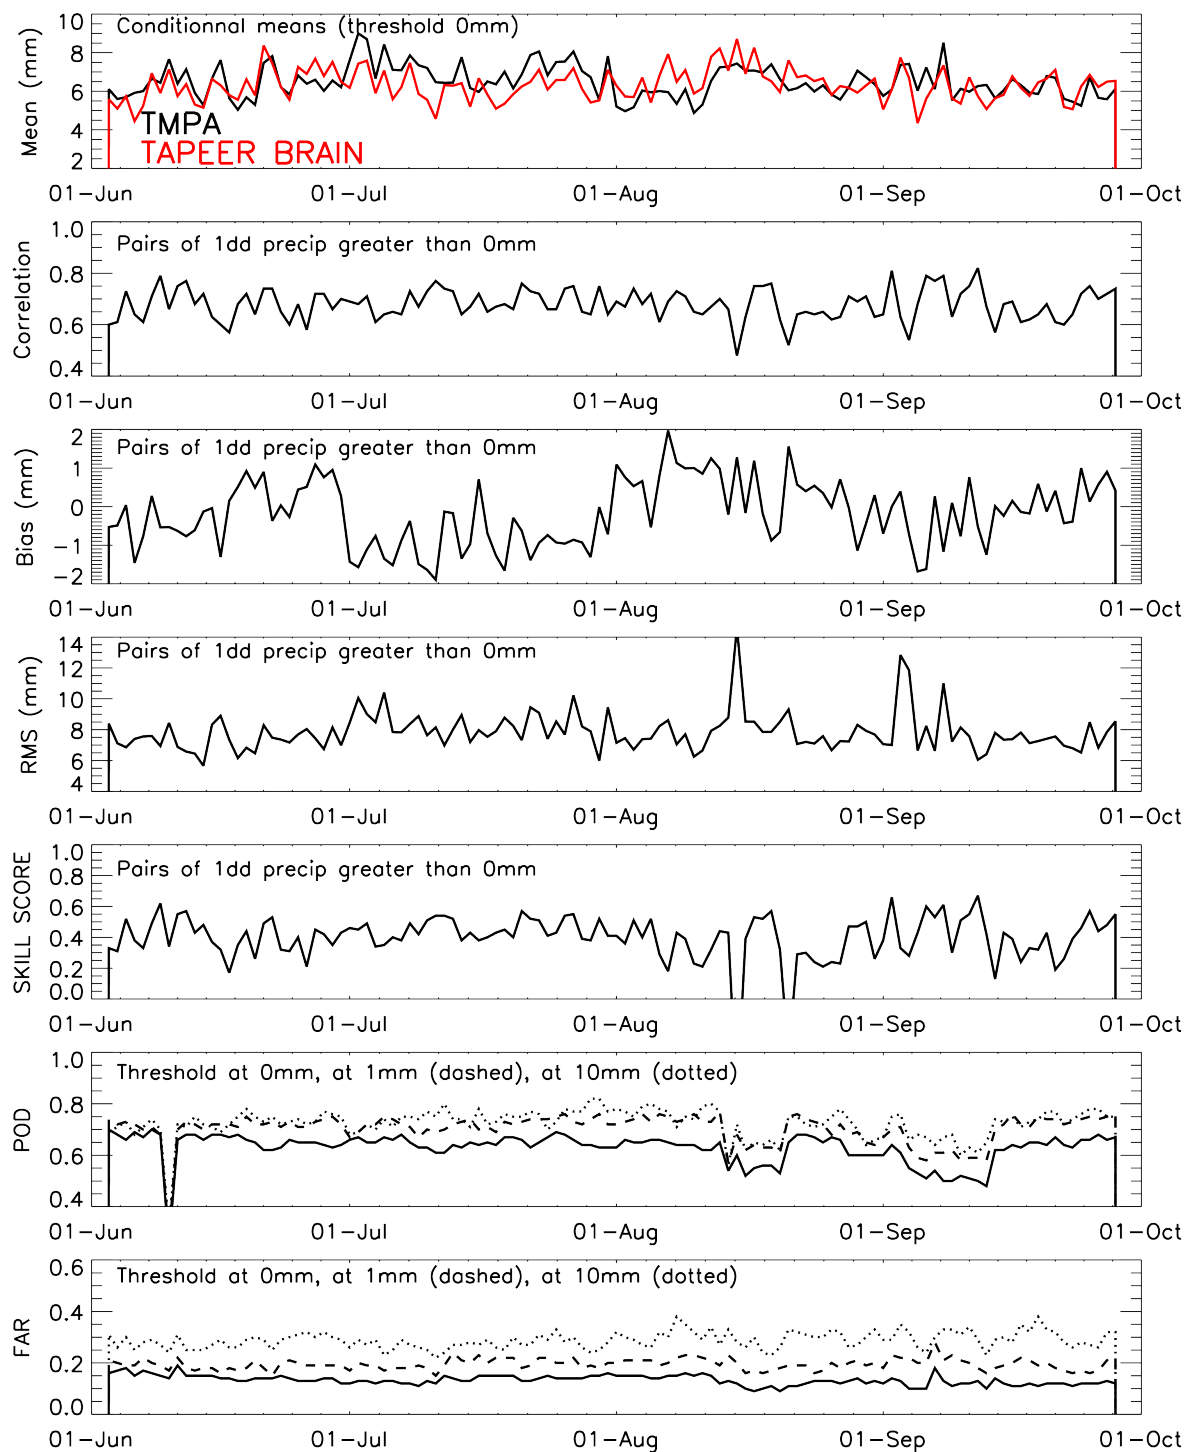 Conditionnal means (threshold 0mm)
Mean (mm)
10
8
6
4
2
TMPA
TAPEER BRAIN
01-Jun 01-Jul 01-Aug 01-Sep 01-Oct
Pairs of 1dd precip greater than 0mm
Correlation
1.0
0.8
0.6
0.4
01-Jun 01-Jul 01-Aug 01-Sep 01-Oct
Pairs of 1dd precip greater than 0mm
Bias (mm)
2
1
0
-1
-2
01-Jun 01-Jul 01-Aug 01-Sep 01-Oct
Pairs of 1dd precip greater than 0mm
RMS (mm)
14
12
10
8
6
4
01-Jun 01-Jul 01-Aug 01-Sep 01-Oct
Pairs of 1dd precip greater than 0mm
SKILL SCORE
1.0
0.8
0.6
0.4
0.2
0.0
01-Jun 01-Jul 01-Aug 01-Sep 01-Oct
Threshold at 0mm, at 1mm (dashed), at 10mm (dotted)
POD
1.0
0.8
0.6
0.4
01-Jun 01-Jul 01-Aug 01-Sep 01-Oct
Threshold at 0mm, at 1mm (dashed), at 10mm (dotted)
FAR
0.6
0.4
0.2
0.0
01-Jun 01-Jul 01-Aug 01-Sep 01-Oct